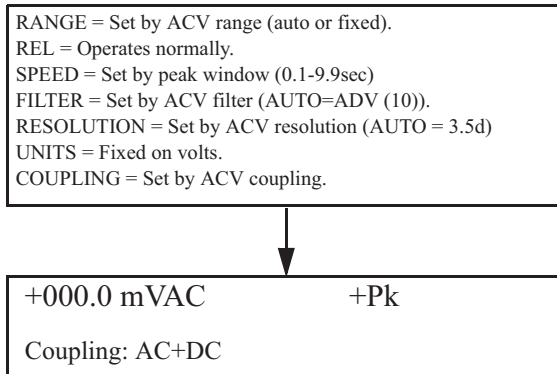 RANGE = Set by ACV range (auto or fixed).
REL = Operates normally.
SPEED = Set by peak window (0.1-9.9sec)
FILTER = Set by ACV filter (AUTO=ADV (10)).
RESOLUTION = Set by ACV resolution (AUTO = 3.5d)
UNITS = Fixed on volts.
COUPLING = Set by ACV coupling.
+000.0 mVAC +Pk
Coupling: AC+DC